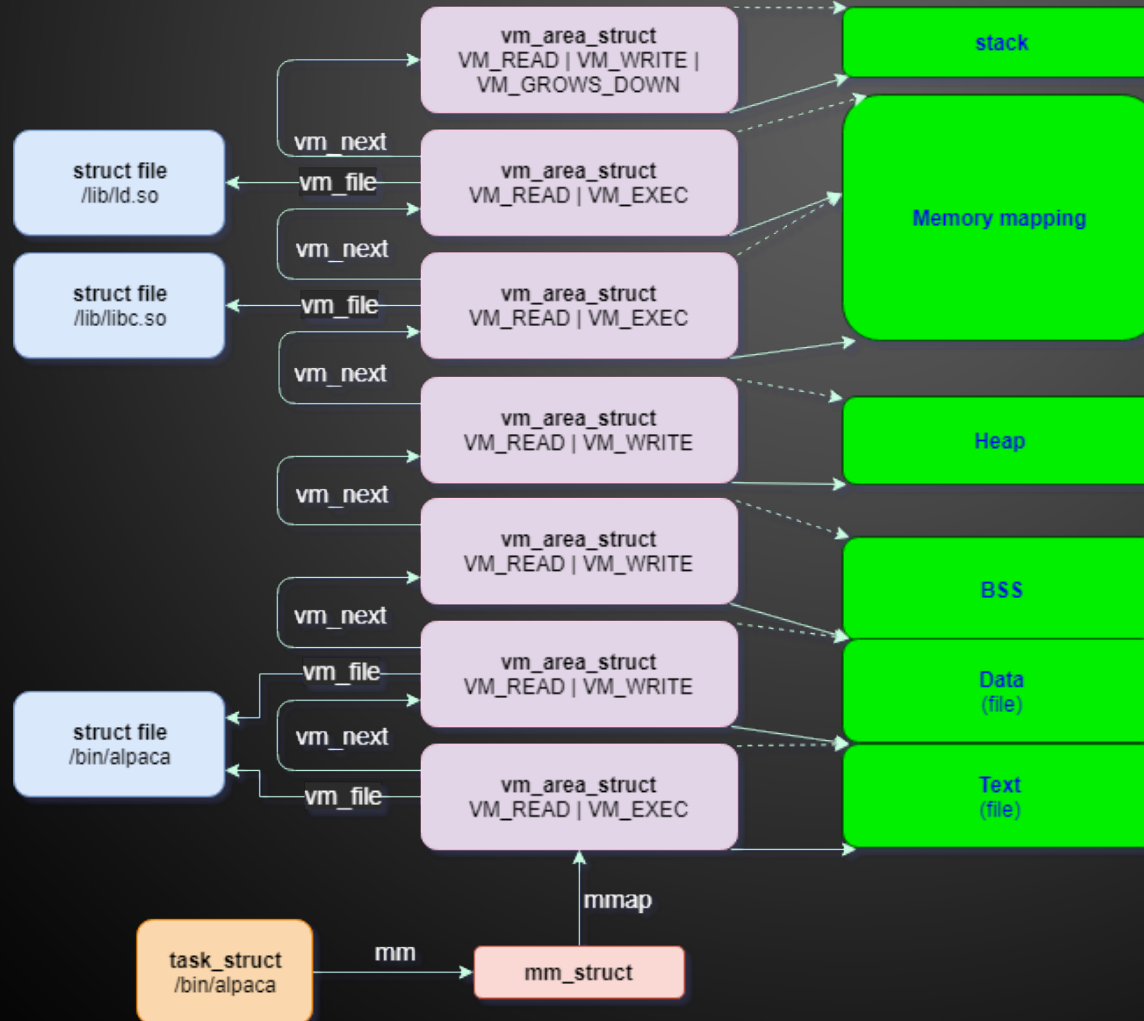 vm_area_struct
VM_READ | VM_WRITE |
VM_GROWS_DOWN
stack
vm_next
struct file
/lib/ld.so
vm_file
vm_area_struct
VM_READ | VM_EXEC
Memory mapping
vm_next
struct file
/lib/libc.so
vm_file
vm_area_struct
VM_READ | VM_EXEC
vm_next
vm_area_struct
VM_READ | VM_WRITE
Heap
vm_next
vm_area_struct
VM_READ | VM_WRITE
BSS
vm_next
vm_file
vm_area_struct
VM_READ | VM_WRITE
Data
(file)
struct file
/bin/alpaca
vm_next
vm_file
vm_area_struct
VM_READ | VM_EXEC
Text
(file)
mmap
task_struct
/bin/alpaca
mm
mm_struct